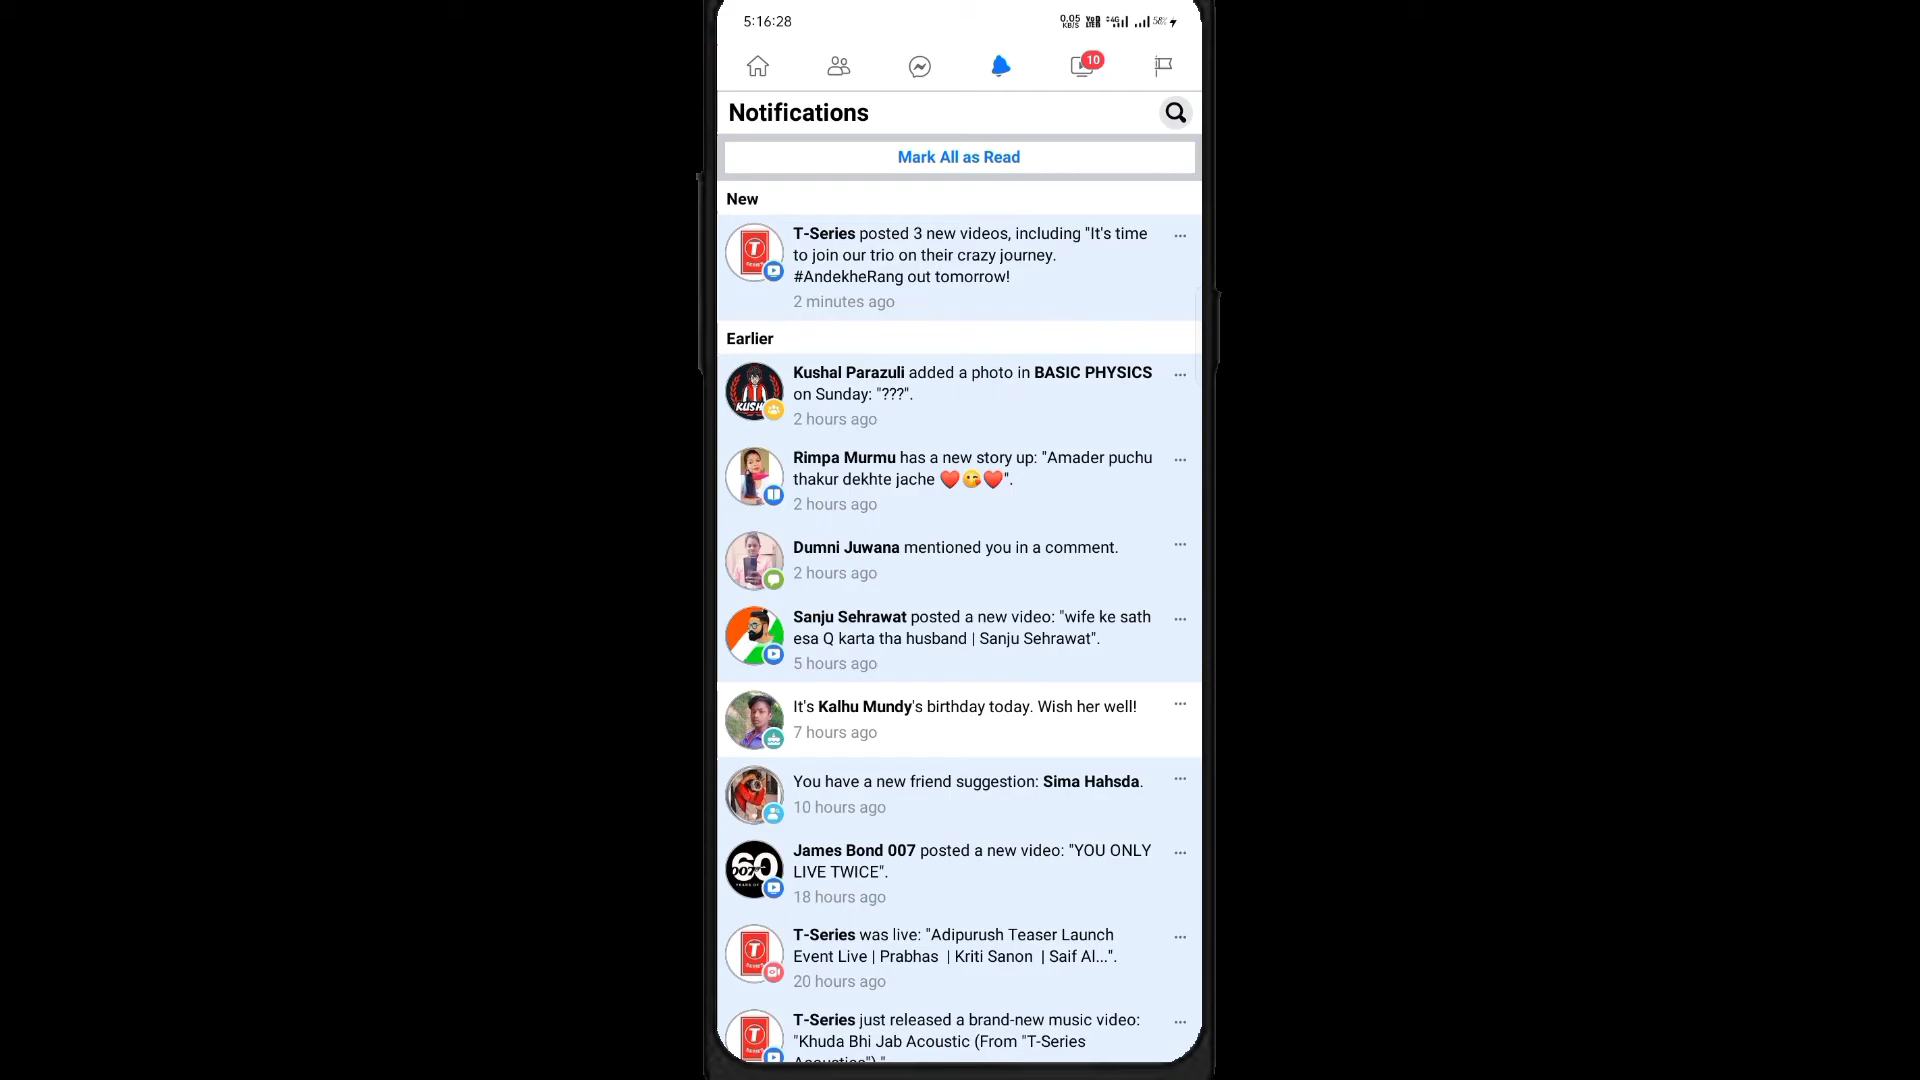 5:16:28
0.05 KB/S VoD LTE 4G 58%
10
Notifications
Mark All as Read
New
T-Series posted 3 new videos, including "It's time
to join our trio on their crazy journey.
#AndekheRang out tomorrow!
2 minutes ago
Earlier
Kushal Parazuli added a photo in BASIC PHYSICS
on Sunday: "???".
2 hours ago
Rimpa Murmu has a new story up: "Amader puchu
thakur dekhte jache ❤️😘❤️".
2 hours ago
Dumni Juwana mentioned you in a comment.
2 hours ago
Sanju Sehrawat posted a new video: "wife ke sath
esa Q karta tha husband | Sanju Sehrawat".
5 hours ago
It's Kalhu Mundy's birthday today. Wish her well!
7 hours ago
You have a new friend suggestion: Sima Hahsda.
10 hours ago
James Bond 007 posted a new video: "YOU ONLY
LIVE TWICE".
18 hours ago
T-Series was live: "Adipurush Teaser Launch
Event Live | Prabhas | Kriti Sanon | Saif Al...".
20 hours ago
T-Series just released a brand-new music video:
"Khuda Bhi Jab Acoustic (From "T-Series